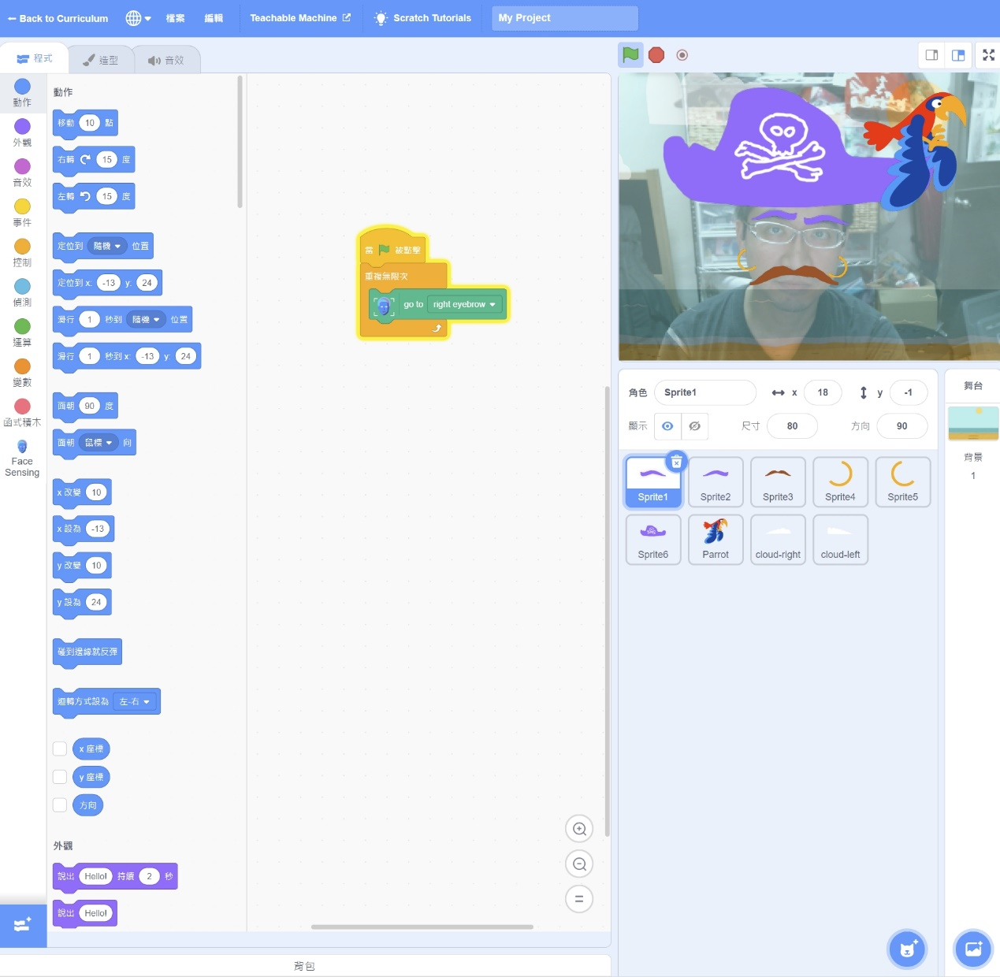 Back to Curriculum
檔案
編輯
Teachable Machine
Scratch Tutorials
My Project
程式
造型
音效
動作
外觀
音效
事件
控制
偵測
運算
變數
函式積木
Face
Sensing
動作
移動 10 點
右轉 15 度
左轉 15 度
定位到 隨機 位置
定位到 x: -13 y: 24
滑行 1 秒到 隨機 位置
滑行 1 秒到 x: -13 y: 24
面朝 90 度
面朝 鼠標 向
x 改變 10
x 設為 -13
y 改變 10
y 設為 24
碰到邊緣就反彈
迴轉方式設為 左-右
x 座標
y 座標
方向
外觀
說出 Hello! 持續 2 秒
說出 Hello!
當 被點擊
重複無限次
go to right eyebrow
背包
角色 Sprite1 x 18 y -1
顯示 尺寸 80 方向 90
Sprite1
Sprite2
Sprite3
Sprite4
Sprite5
Sprite6
Parrot
cloud-right
cloud-left
舞台
背景
1